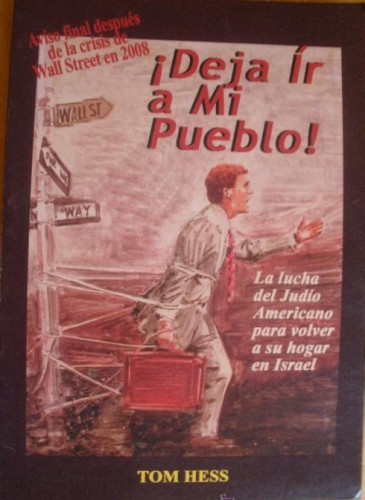 Aviso final después
de la crisis de
Wall Street en 2008
¡Deja Ír
a Mi
Pueblo!
WALL ST
WAY
La lucha
del Judío
Americano
para volver
a su hogar
en Israel
TOM HESS